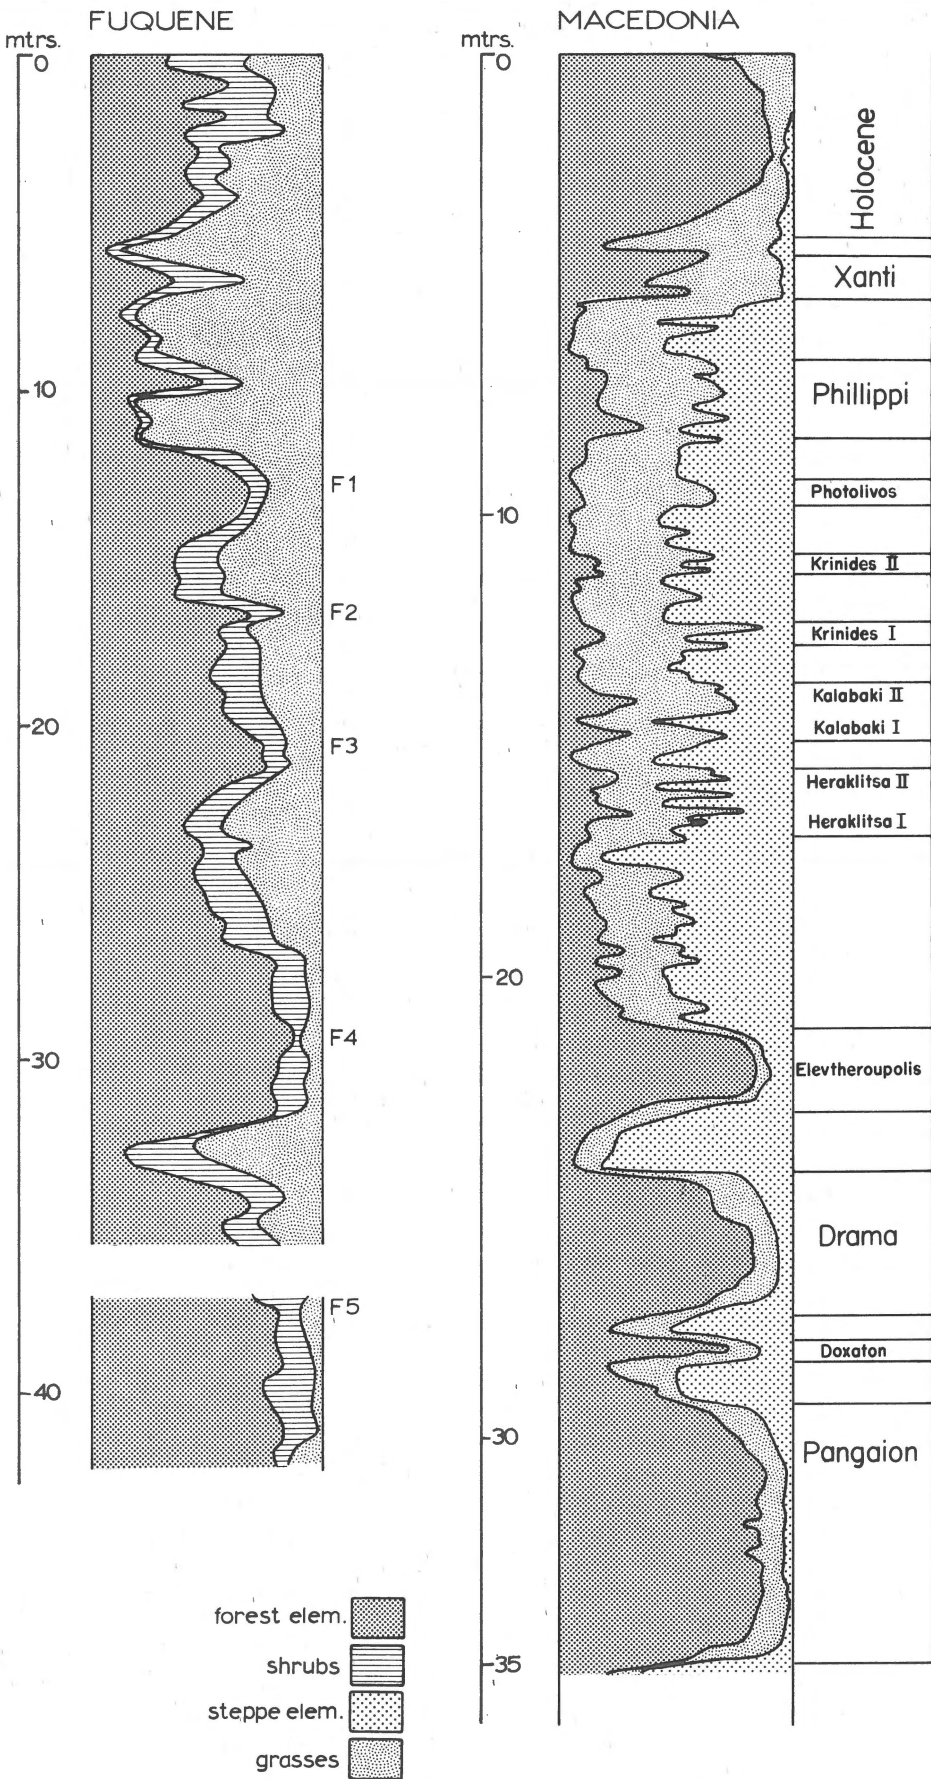 FUQUENE
mtrs.
0
10
20
30
40
F1
F2
F3
F4
F5
MACEDONIA
mtrs.
0
10
20
30
35
Holocene
Xanti
Phillippi
Photolivos
Krinides II
Krinides I
Kalabaki II
Kalabaki I
Heraklitsa II
Heraklitsa I
Elevtheroupolis
Drama
Doxaton
Pangaion
forest elem.
shrubs
steppe elem.
grasses